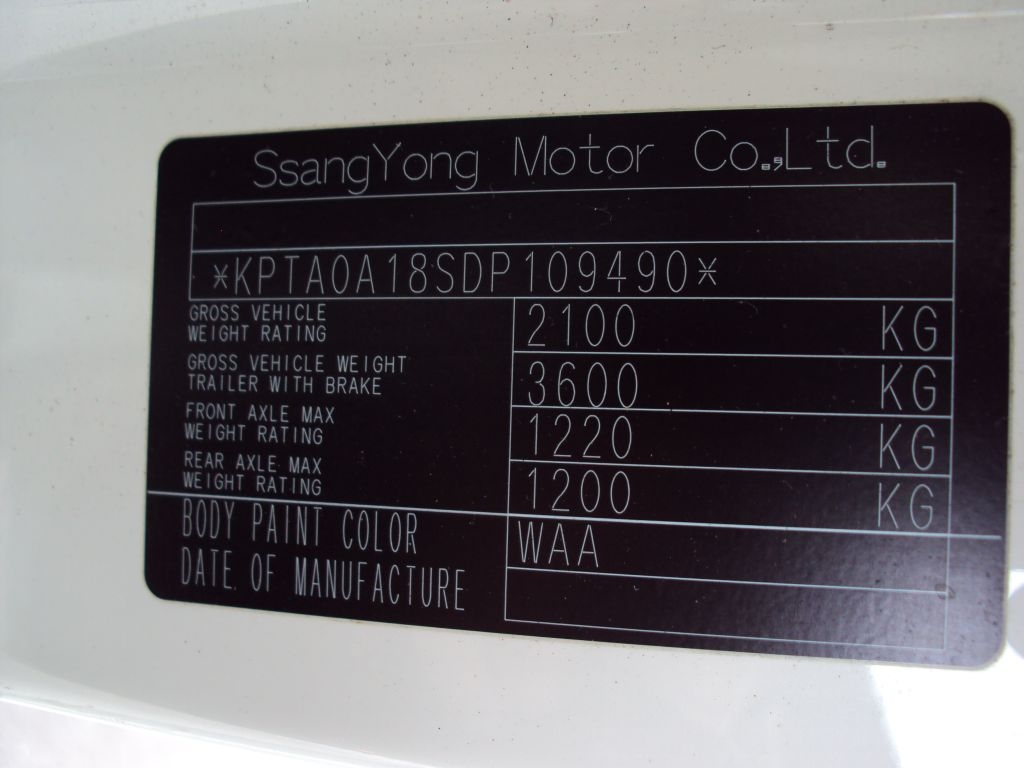 SsangYong Motor Co.,Ltd.
*KPTA0A18SDP109490*
GROSS VEHICLE
WEIGHT RATING 2100 KG
GROSS VEHICLE WEIGHT
TRAILER WITH BRAKE 3600 KG
FRONT AXLE MAX
WEIGHT RATING 1220 KG
REAR AXLE MAX
WEIGHT RATING 1200 KG
BODY PAINT COLOR WAA
DATE OF MANUFACTURE